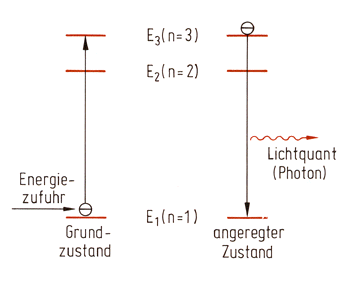 E₃(n=3)
E₂(n=2)
Lichtquant
(Photon)
Energie-
zufuhr
E₁(n=1)
Grund-
zustand
angeregter
Zustand